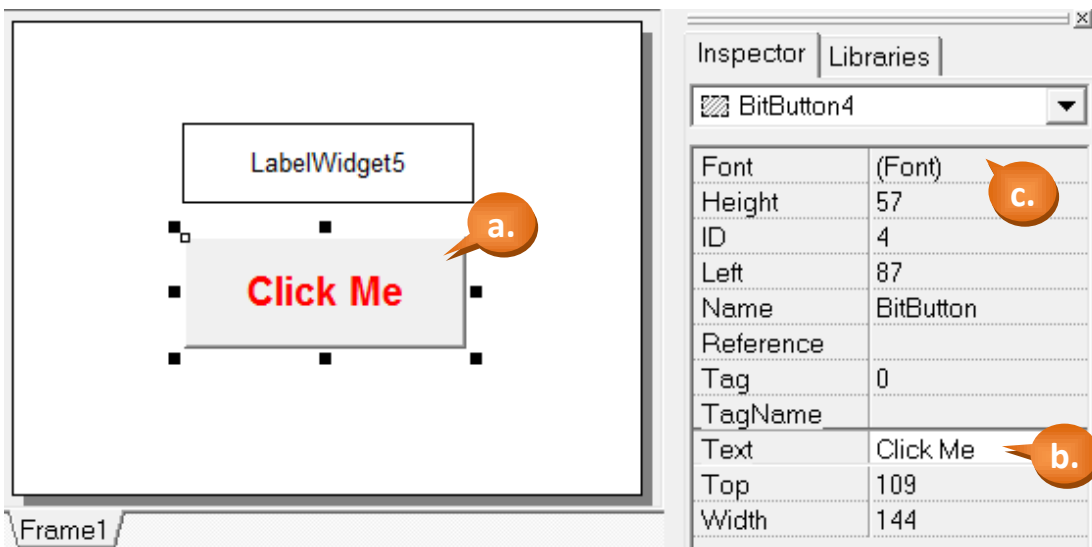 LabelWidget5
a.
Click Me
Frame1
Inspector Libraries
BitButton4
Font (Font)
c.
Height 57
ID 4
Left 87
Name BitButton
Reference
Tag 0
TagName
Text Click Me
b.
Top 109
Width 144